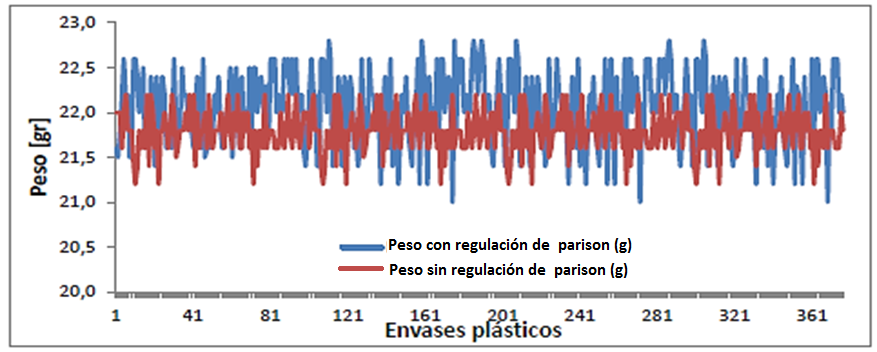 23,0
22,5
22,0
21,5
21,0
20,5
20,0
Peso [gr]
Peso con regulación de parison (g)
Peso sin regulación de parison (g)
1 41 81 121 161 201 241 281 321 361
Envases plásticos